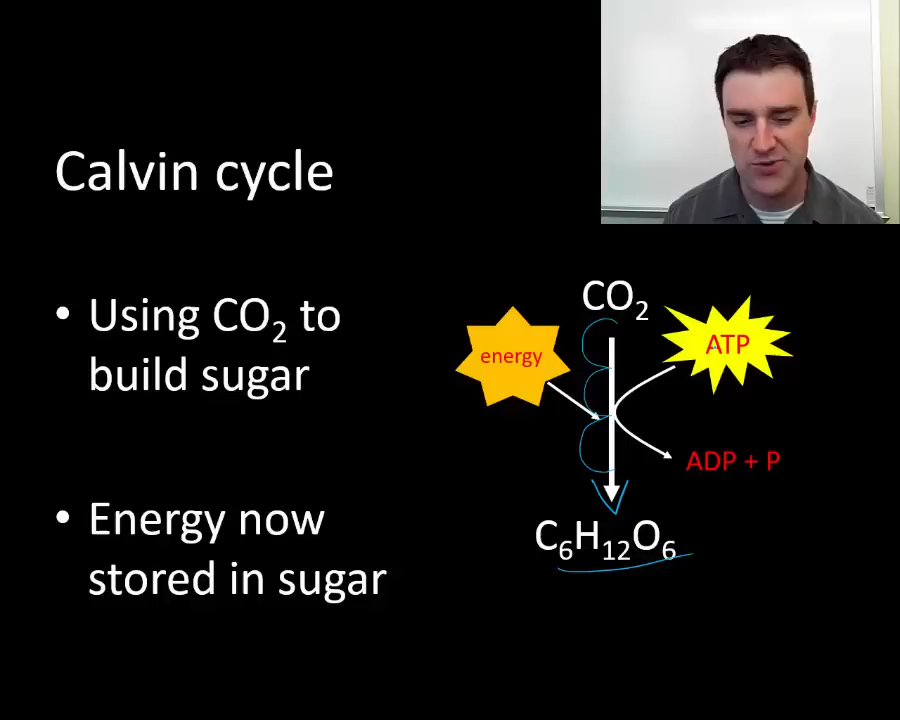 Calvin cycle
• Using CO₂ to
build sugar
• Energy now
stored in sugar
CO₂
energy
ATP
ADP + P
C₆H₁₂O₆